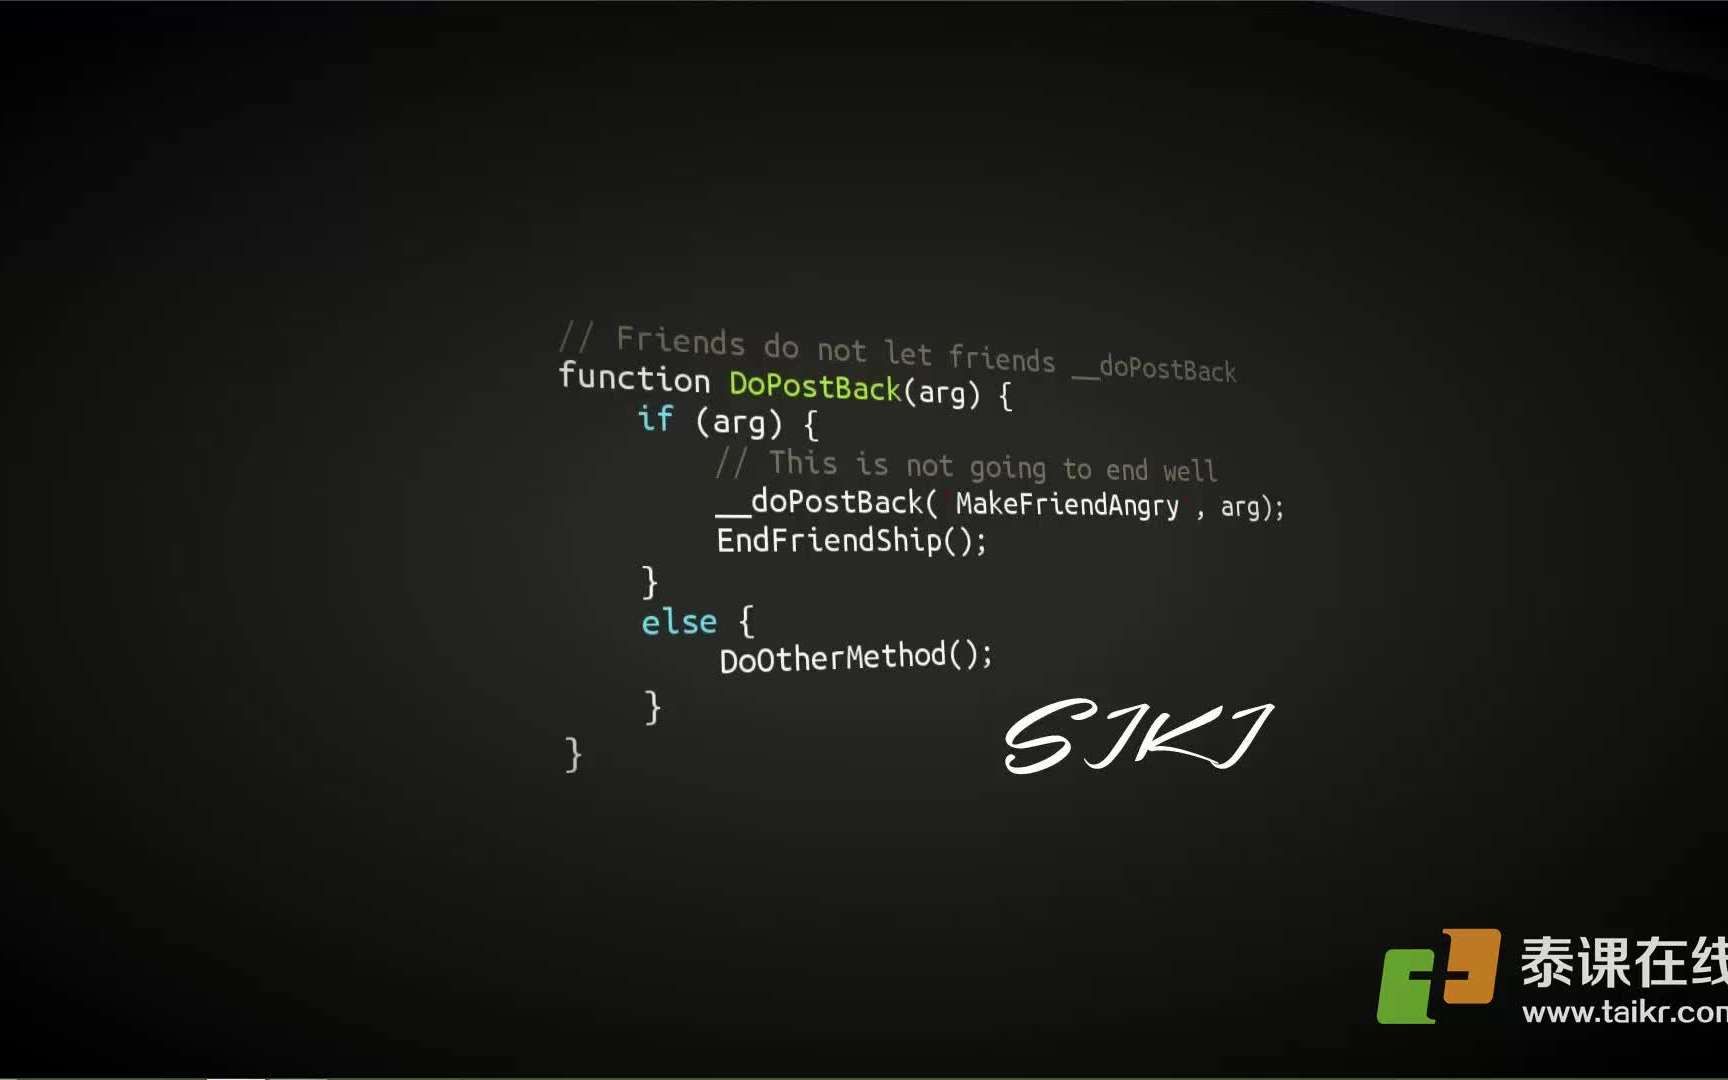 // Friends do not let friends __doPostBack
function DoPostBack(arg) {
if (arg) {
// This is not going to end well
__doPostBack('MakeFriendAngry', arg);
EndFriendShip();
}
else {
DoOtherMethod();
}
}
SIKI
泰课在线
www.taikr.com